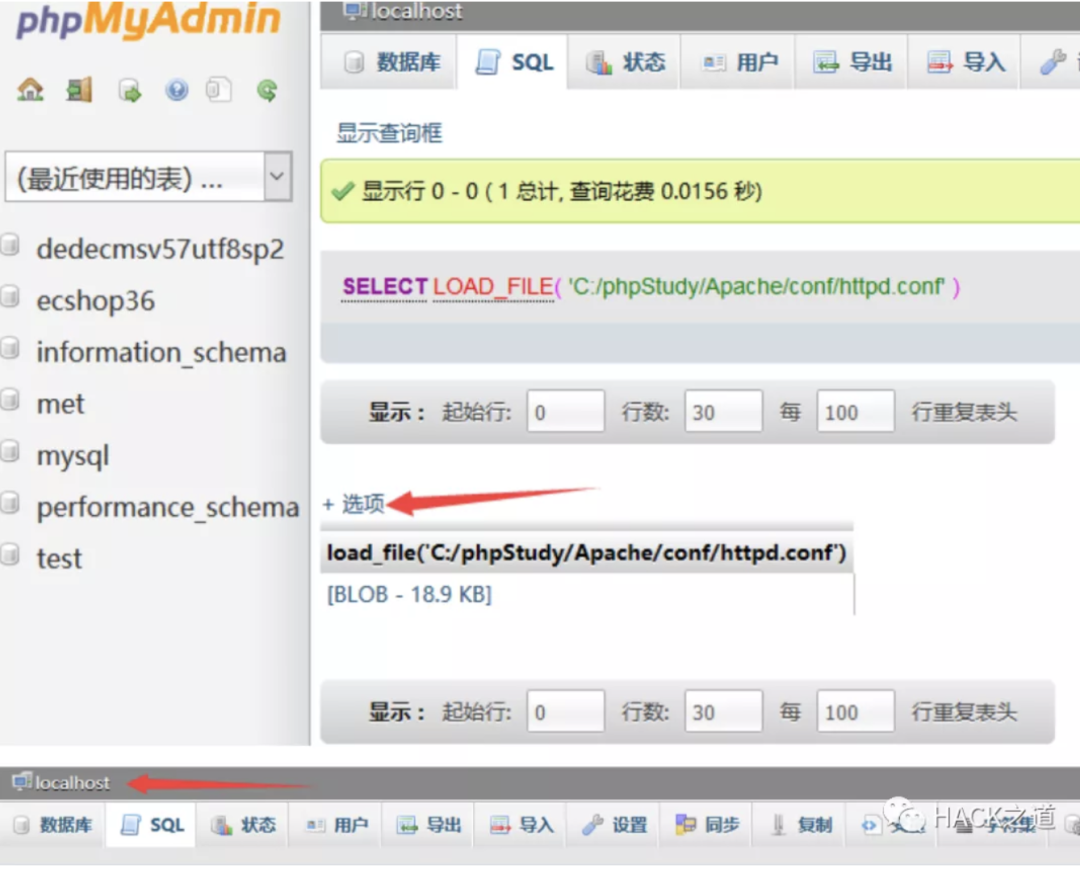 phpMyAdmin
localhost
数据库 SQL 状态 用户 导出 导入
(最近使用的表) ...
显示查询框
显示行 0 - 0 ( 1 总计, 查询花费 0.0156 秒)
dedecmsv57utf8sp2
ecshop36
information_schema
met
mysql
performance_schema
test
SELECT LOAD_FILE( 'C:/phpStudy/Apache/conf/httpd.conf' )
显示 : 起始行: 0 行数: 30 每 100 行重复表头
+ 选项
load_file('C:/phpStudy/Apache/conf/httpd.conf')
[BLOB - 18.9 KB]
显示 : 起始行: 0 行数: 30 每 100 行重复表头
localhost
数据库 SQL 状态 用户 导出 导入 设置 同步 复制
HACK之道